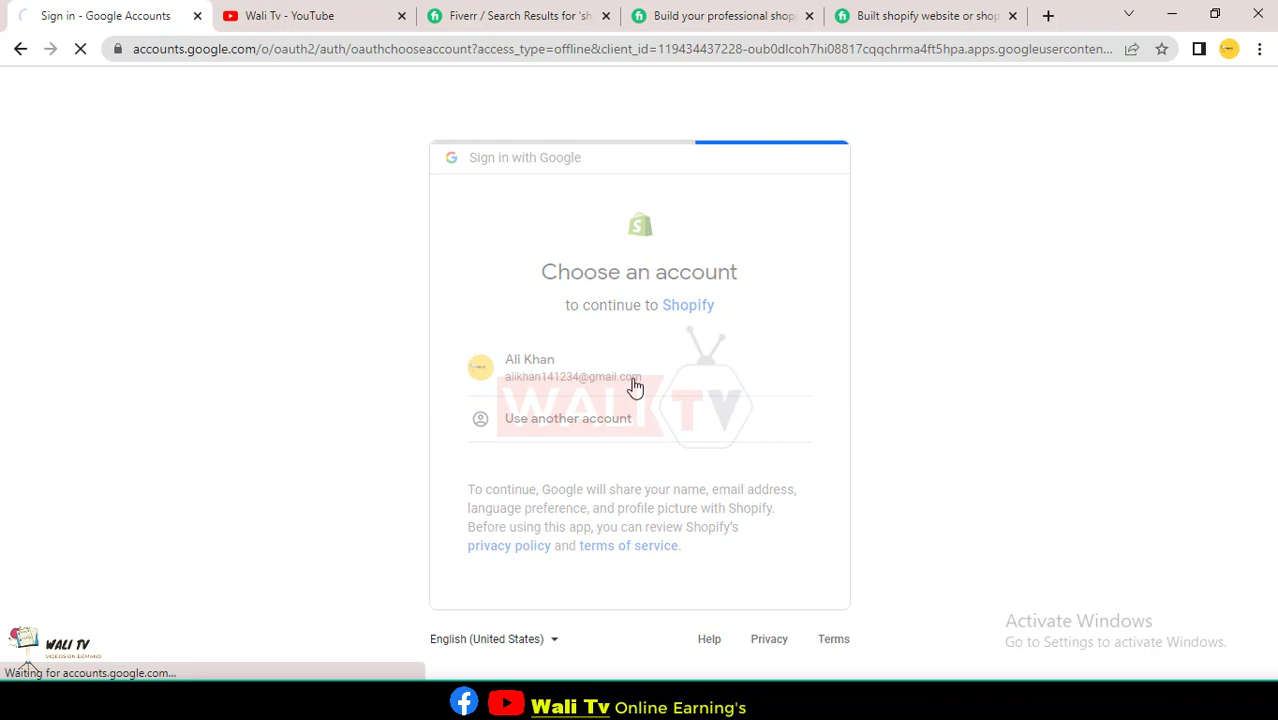 Sign in - Google Accounts
Wali Tv - YouTube
Fiverr / Search Results for 'sh
Build your professional shop
Built shopify website or shop
accounts.google.com/o/oauth2/auth/oauthchooseaccount?access_type=offline&client_id=119434437228-oub0dlcoh7hi08817cqqchrma4ft5hpa.apps.googleuserconten...
Sign in with Google
Choose an account
to continue to Shopify
Ali Khan
alikhan141234@gmail.com
WALI TV
Use another account
To continue, Google will share your name, email address,
language preference, and profile picture with Shopify.
Before using this app, you can review Shopify's
privacy policy and terms of service.
English (United States)
Help
Privacy
Terms
Activate Windows
Go to Settings to activate Windows.
WALI TV
VIDEOS ON DEMAND
Waiting for accounts.google.com...
Wali Tv Online Earning's